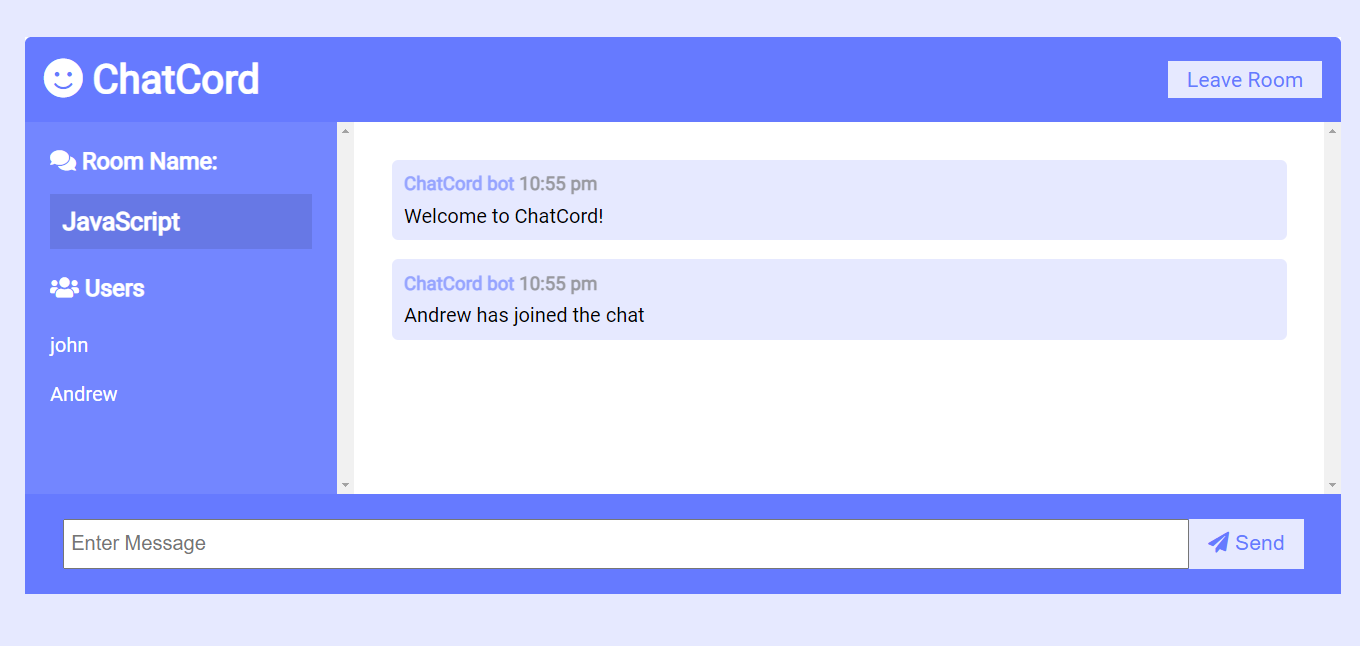 ChatCord
Leave Room
Room Name:
JavaScript
Users
john
Andrew
ChatCord bot 10:55 pm
Welcome to ChatCord!
ChatCord bot 10:55 pm
Andrew has joined the chat
Enter Message
Send